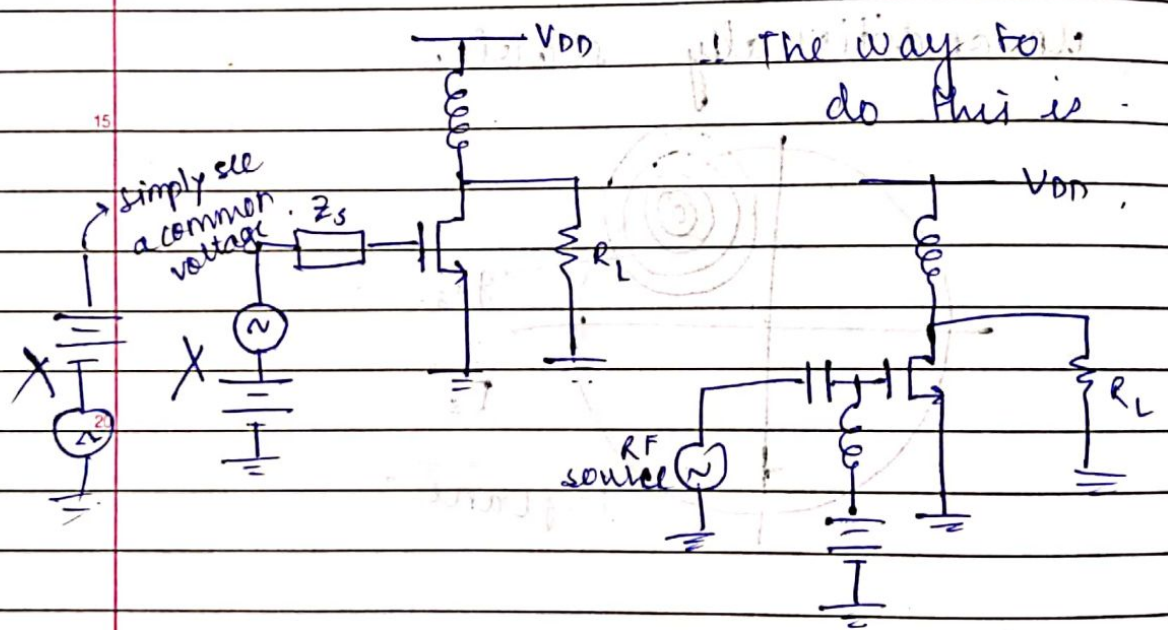 VDD
!! The way to
do this is
15
simply see
a common
voltage
Zs
RL
VDD
X
X
20
RF
source
RL